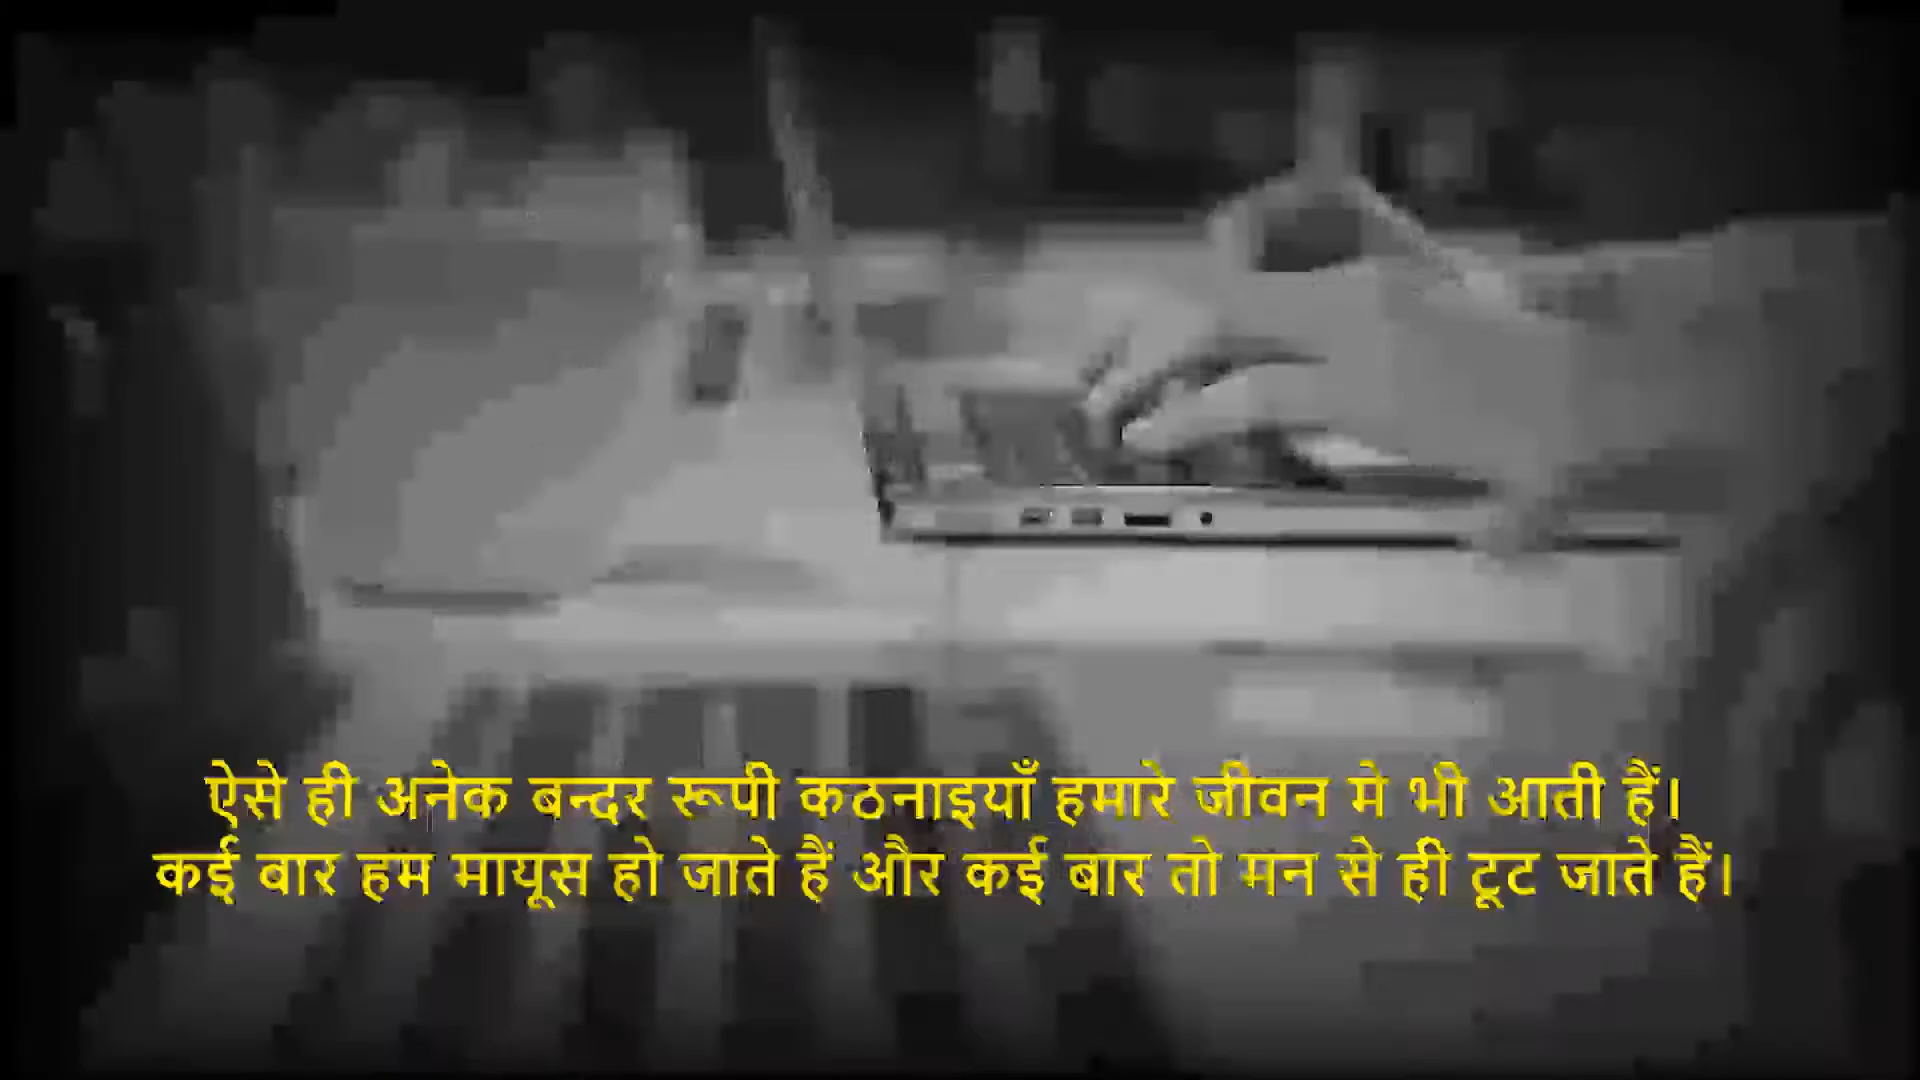 ऐसे ही अनेक बन्दर रूपी कठनाइयाँ हमारे जीवन मे भी आती हैं।
कई बार हम मायूस हो जाते हैं और कई बार तो मन से ही टूट जाते हैं।